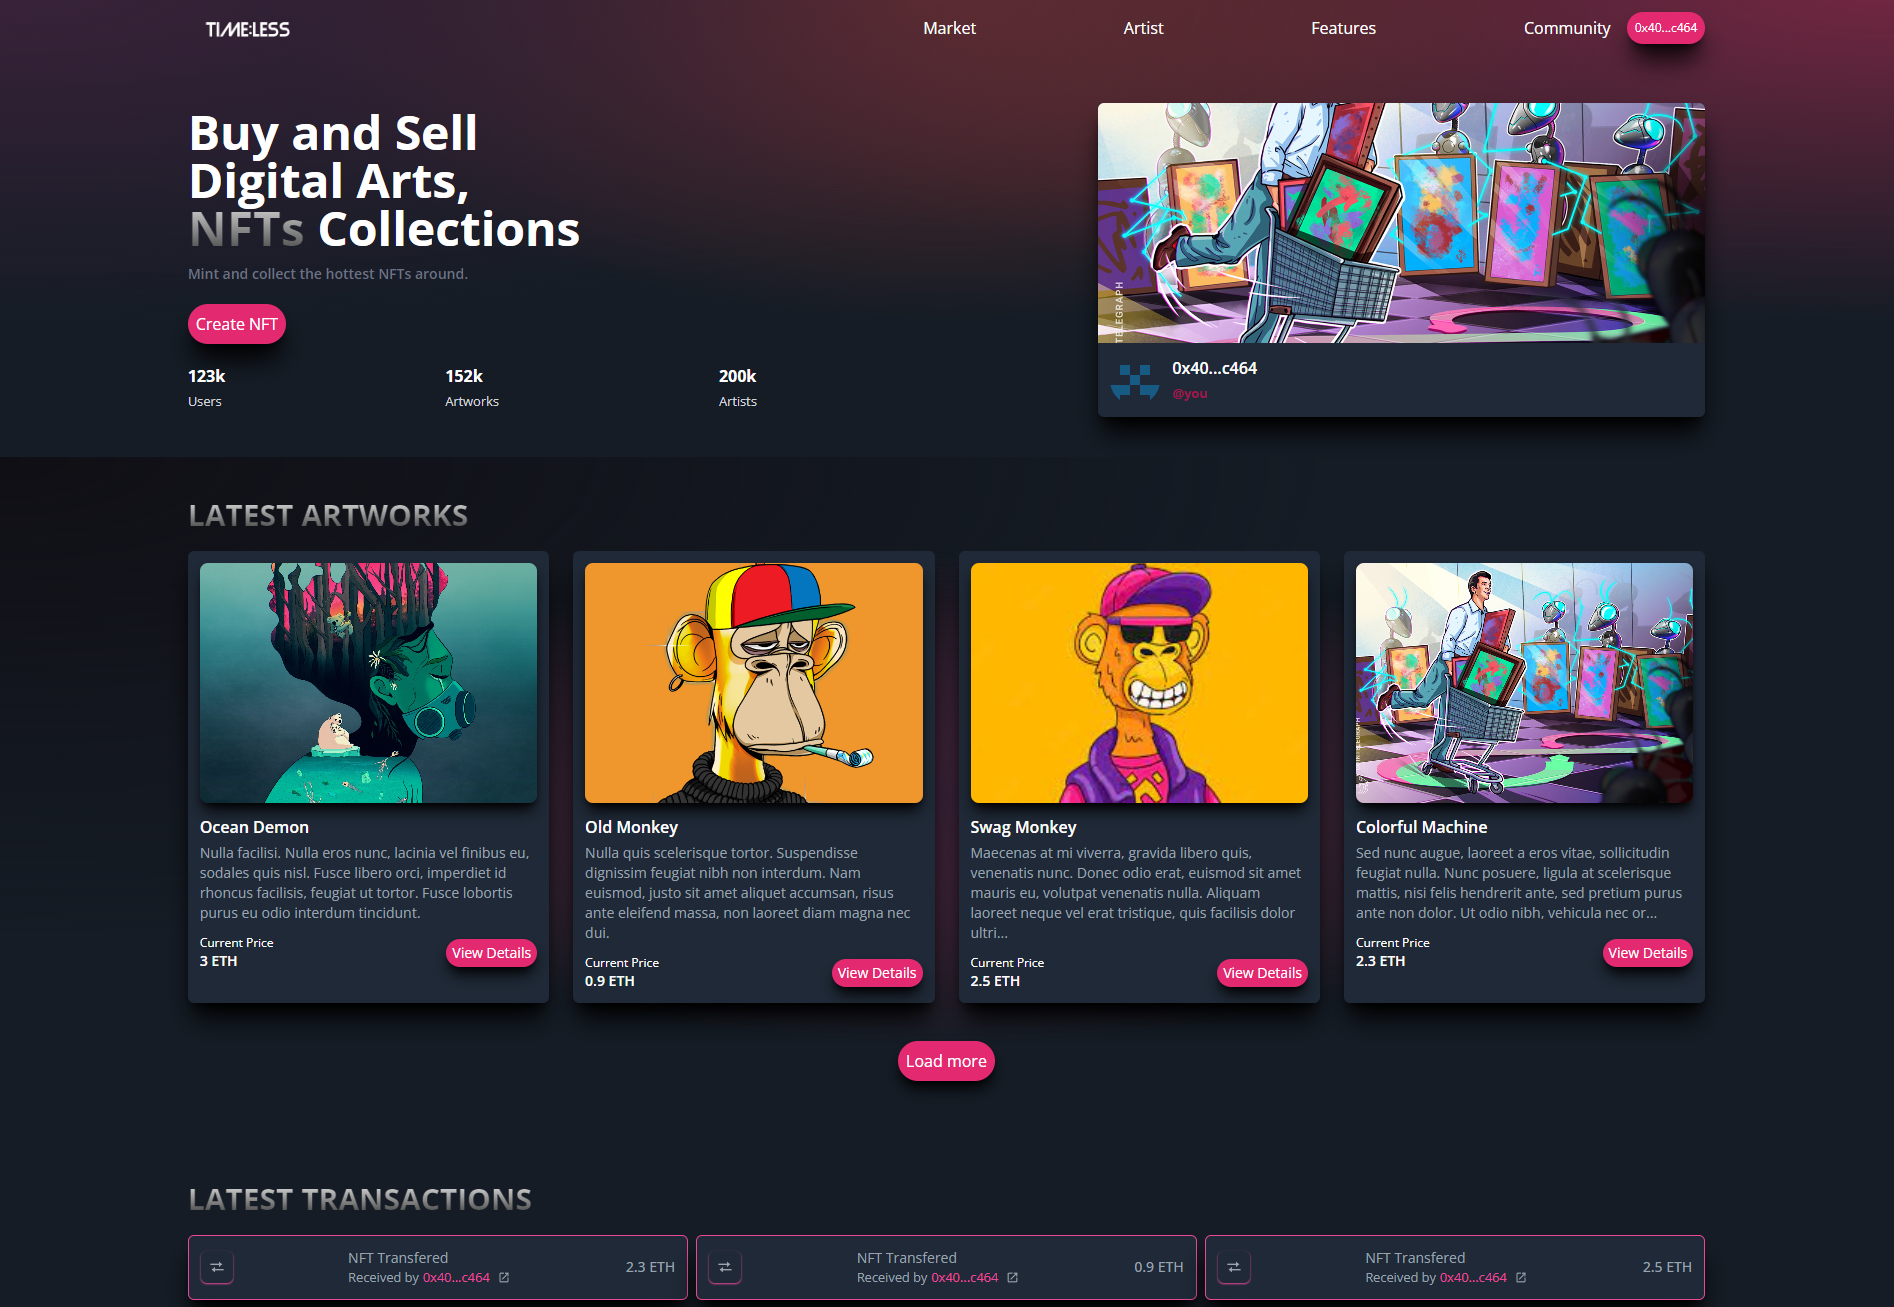 TIME:LESS
Market
Artist
Features
Community
0x40...c464
Buy and Sell
Digital Arts,
NFTs Collections
Mint and collect the hottest NFTs around.
Create NFT
123k
152k
200k
Users
Artworks
Artists
TELEGRAPH
0x40...c464
@you
LATEST ARTWORKS
Ocean Demon
Nulla facilisi. Nulla eros nunc, lacinia vel finibus eu,
sodales quis nisl. Fusce libero orci, imperdiet id
rhoncus facilisis, feugiat ut tortor. Fusce lobortis
purus eu odio interdum tincidunt.
Current Price
3 ETH
View Details
Old Monkey
Nulla quis scelerisque tortor. Suspendisse
dignissim feugiat nibh non interdum. Nam
euismod, justo sit amet aliquet accumsan, risus
ante eleifend massa, non laoreet diam magna nec
dui.
Current Price
0.9 ETH
View Details
Swag Monkey
Maecenas at mi viverra, gravida libero quis,
venenatis nunc. Donec odio erat, euismod sit amet
mauris eu, volutpat venenatis nulla. Aliquam
laoreet neque vel erat tristique, quis facilisis dolor
ultri...
Current Price
2.5 ETH
View Details
Colorful Machine
Sed nunc augue, laoreet a eros vitae, sollicitudin
feugiat nulla. Nunc posuere, ligula at scelerisque
mattis, nisi felis hendrerit ante, sed pretium purus
ante non dolor. Ut odio nibh, vehicula nec or...
Current Price
2.3 ETH
View Details
Load more
LATEST TRANSACTIONS
NFT Transfered
Received by 0x40...c464
2.3 ETH
NFT Transfered
Received by 0x40...c464
0.9 ETH
NFT Transfered
Received by 0x40...c464
2.5 ETH